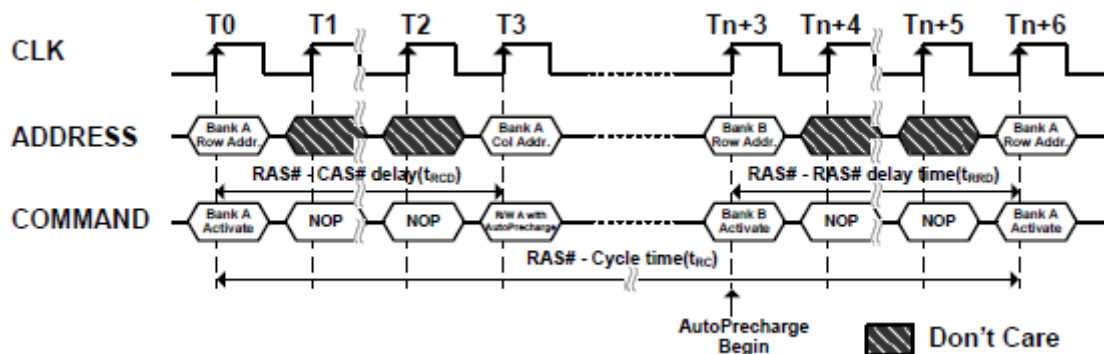 T0 T1 T2 T3 Tn+3 Tn+4 Tn+5 Tn+6
CLK
ADDRESS
Bank A
Row Addr.
Bank A
Col Addr.
Bank B
Row Addr.
Bank A
Row Addr.
RAS# - CAS# delay(tRCD)
RAS# - RAS# delay time(tRRD)
COMMAND
Bank A
Activate
NOP
NOP
R/W A with
AutoPrecharge
Bank B
Activate
NOP
NOP
Bank A
Activate
RAS# - Cycle time(tRC)
AutoPrecharge
Begin
Don't Care